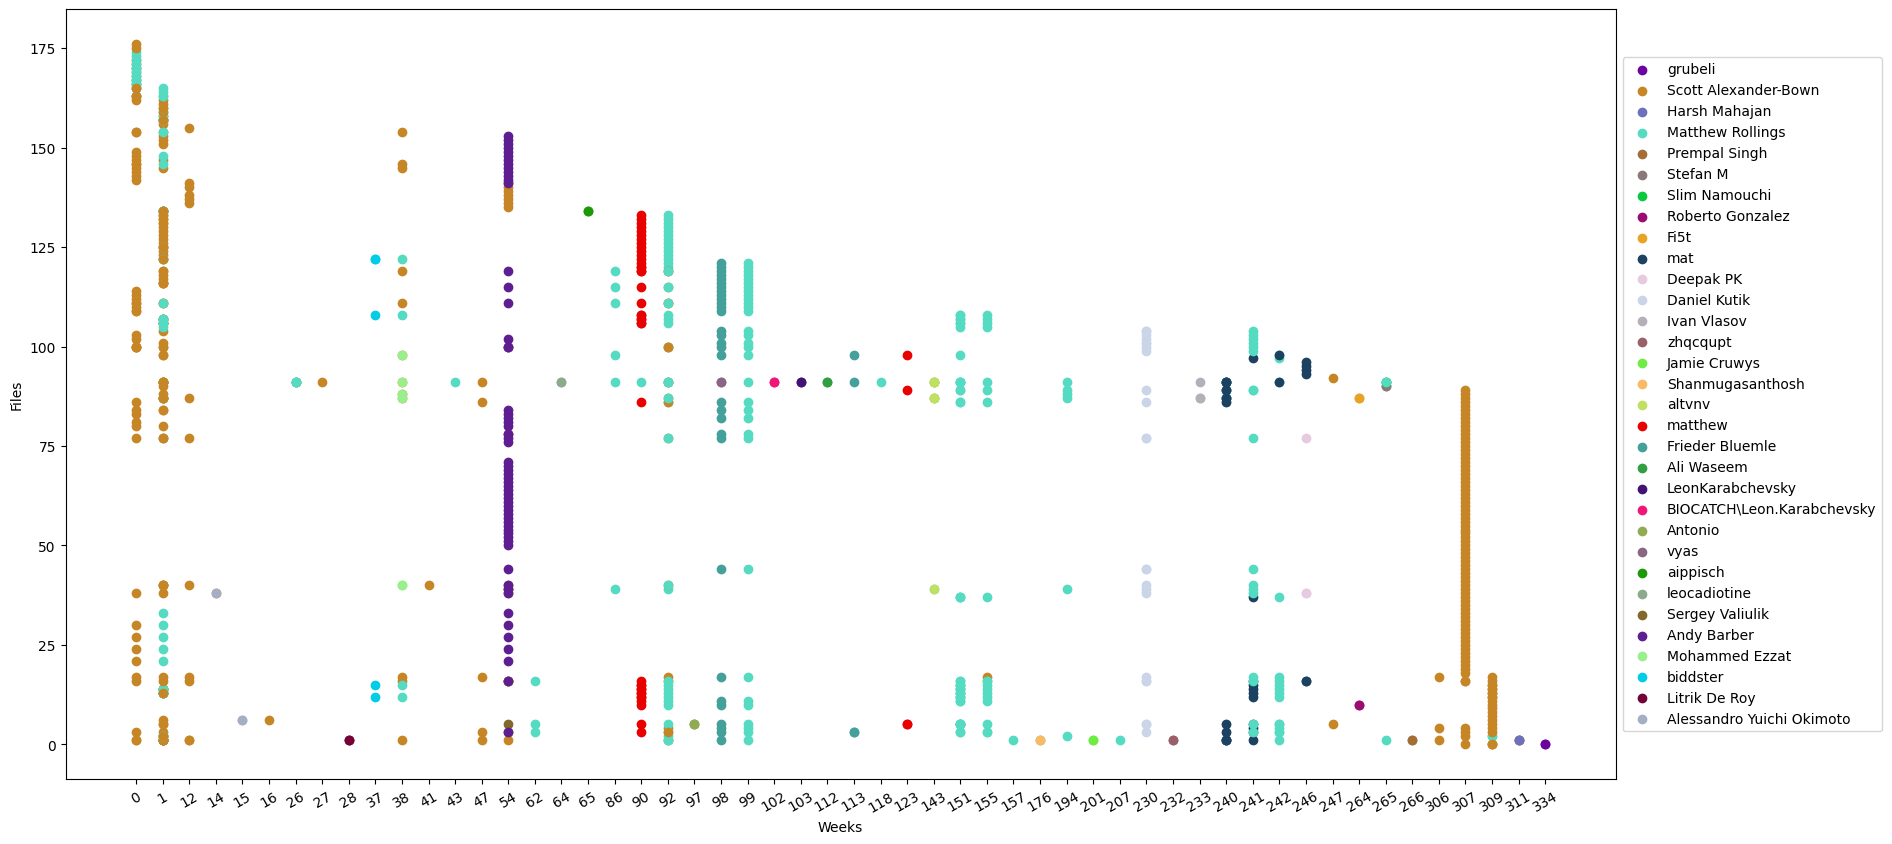 175
150
125
100
75
50
25
0
Files
0 1 12 14 15 16 26 27 28 37 38 41 43 47 54 62 64 65 86 90 92 97 98 99 102 103 112 113 118 123 143 151 155 157 176 194 201 207 230 232 233 240 241 242 246 247 264 265 266 306 307 309 311 334
Weeks
grubeli
Scott Alexander-Bown
Harsh Mahajan
Matthew Rollings
Prempal Singh
Stefan M
Slim Namouchi
Roberto Gonzalez
Fi5t
mat
Deepak PK
Daniel Kutik
Ivan Vlasov
zhqcqupt
Jamie Cruwys
Shanmugasanthosh
altvnv
matthew
Frieder Bluemle
Ali Waseem
LeonKarabchevsky
BIOCATCH\Leon.Karabchevsky
Antonio
vyas
aippisch
leocadiotine
Sergey Valiulik
Andy Barber
Mohammed Ezzat
biddster
Litrik De Roy
Alessandro Yuichi Okimoto